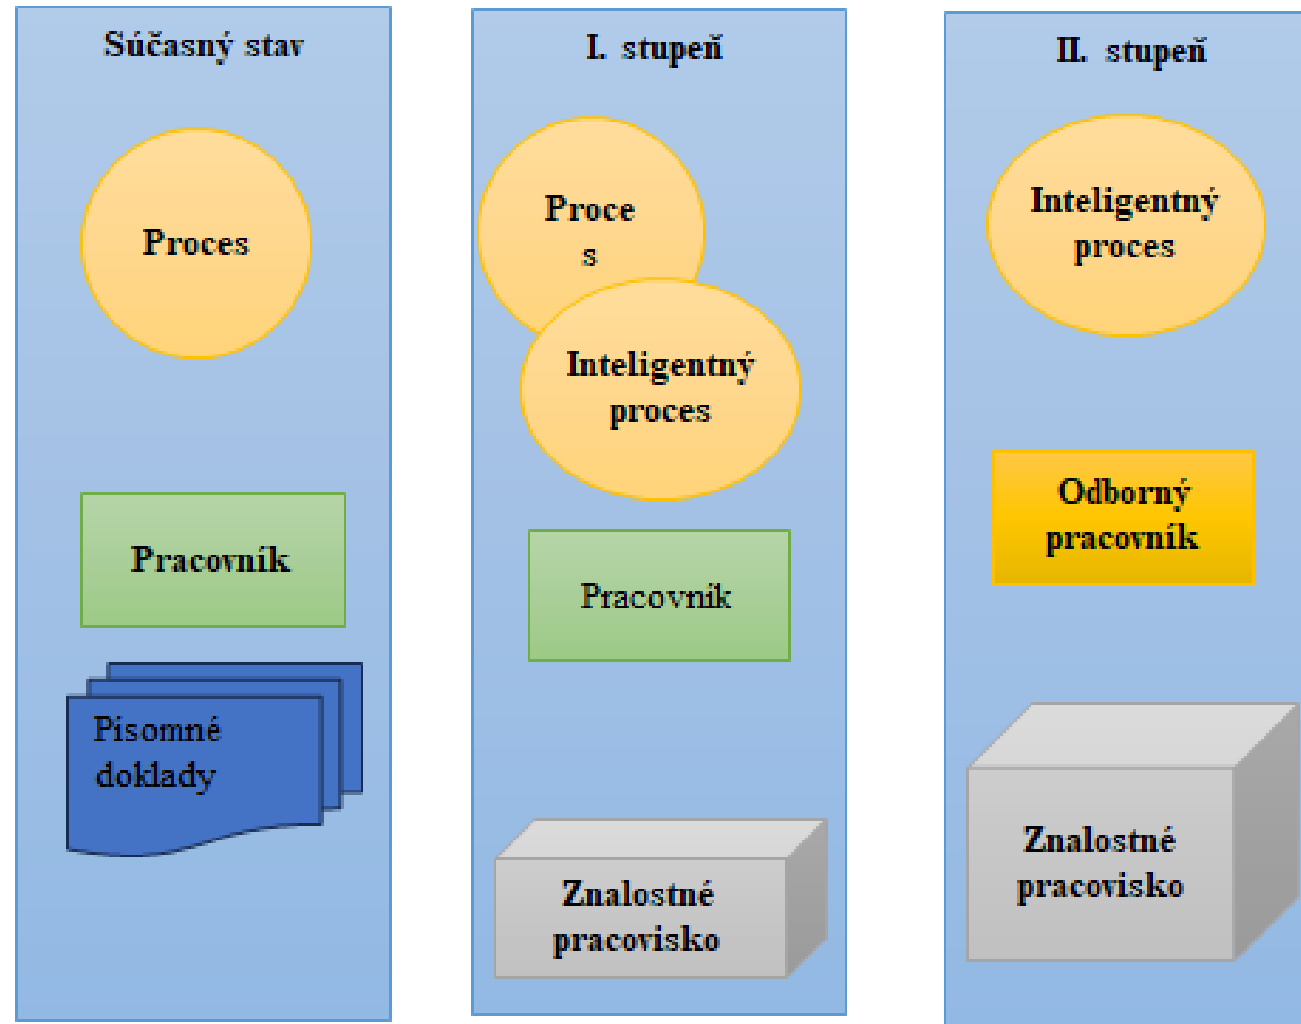 Súčasný stav
Proces
Pracovník
Písomné
doklady
I. stupeň
Proce
s
Inteligentný
proces
Pracovník
Znalostné
pracovisko
II. stupeň
Inteligentný
proces
Odborný
pracovník
Znalostné
pracovisko